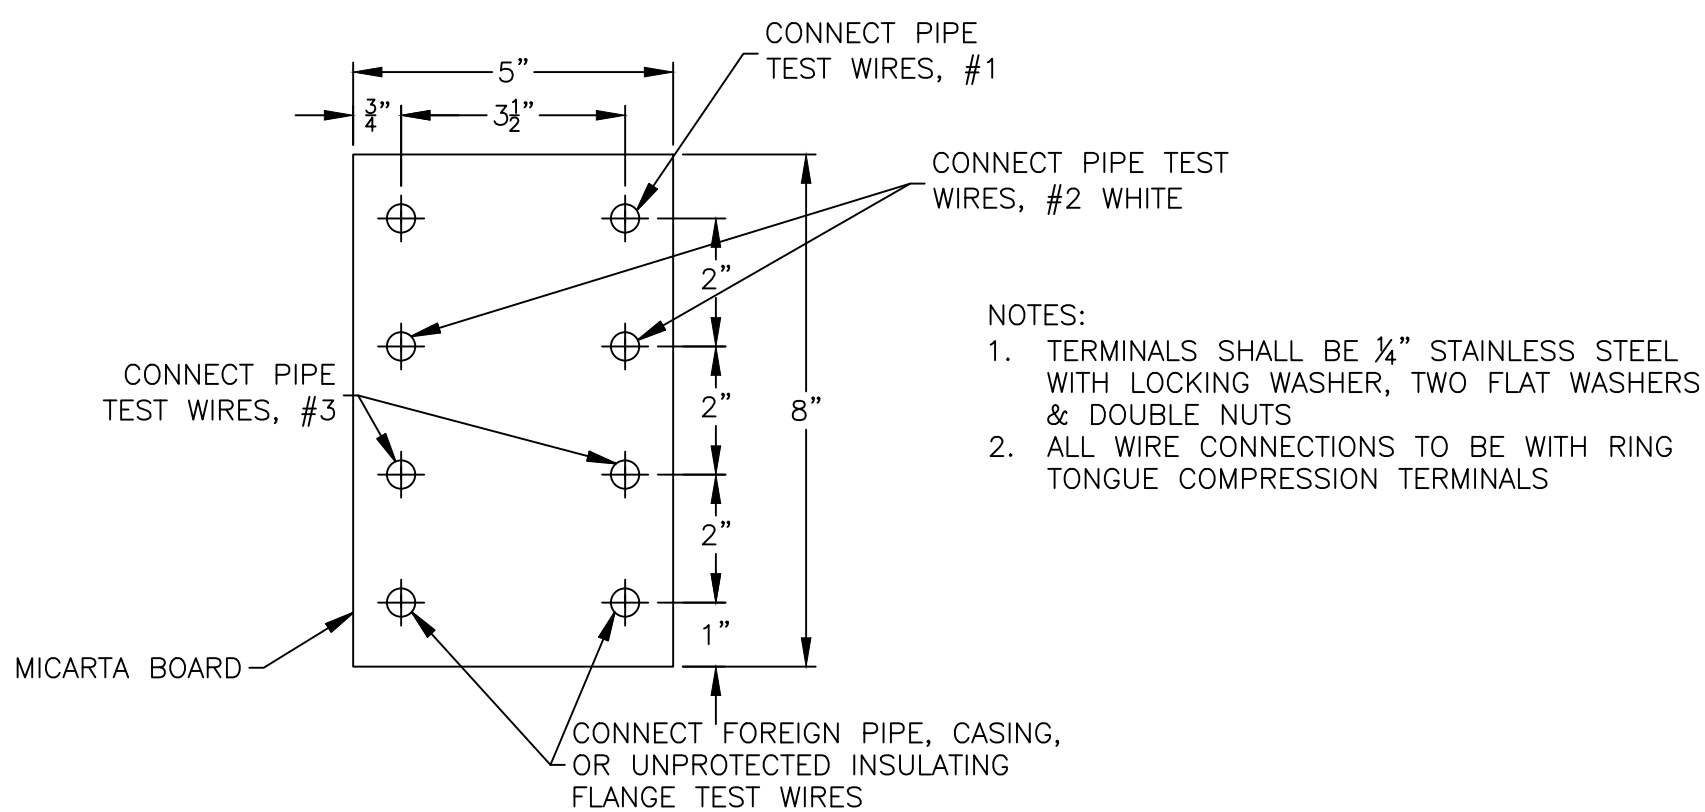 CONNECT PIPE
TEST WIRES, #1
5”
3/4”
3 1/2”
CONNECT PIPE TEST
WIRES, #2 WHITE
2”
NOTES:
1. TERMINALS SHALL BE 1/4” STAINLESS STEEL
WITH LOCKING WASHER, TWO FLAT WASHERS
& DOUBLE NUTS
2. ALL WIRE CONNECTIONS TO BE WITH RING
TONGUE COMPRESSION TERMINALS
CONNECT PIPE
TEST WIRES, #3
2”
8”
2”
1”
MICARTA BOARD
CONNECT FOREIGN PIPE, CASING,
OR UNPROTECTED INSULATING
FLANGE TEST WIRES